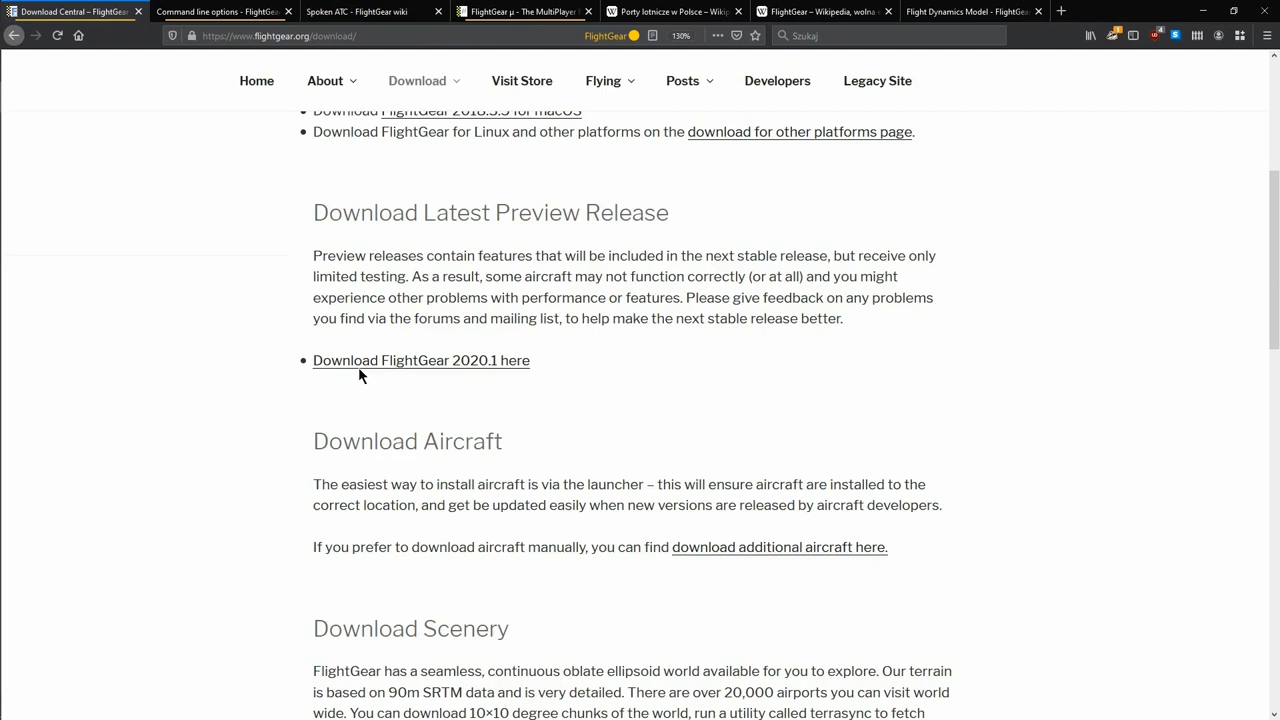 Download Central – FlightGear
Command line options - FlightGe
Spoken ATC - FlightGear wiki
FlightGear μ - The MultiPlayer
Porty lotnicze w Polsce – Wikip
FlightGear – Wikipedia, wolna
Flight Dynamics Model - FlightGe
https://www.flightgear.org/download/
FlightGear
130%
Szukaj
Home
About
Download
Visit Store
Flying
Posts
Developers
Legacy Site
Download FlightGear 2018.3.5 for macOS
Download FlightGear for Linux and other platforms on the download for other platforms page.
Download Latest Preview Release
Preview releases contain features that will be included in the next stable release, but receive only
limited testing. As a result, some aircraft may not function correctly (or at all) and you might
experience other problems with performance or features. Please give feedback on any problems
you find via the forums and mailing list, to help make the next stable release better.
Download FlightGear 2020.1 here
Download Aircraft
The easiest way to install aircraft is via the launcher – this will ensure aircraft are installed to the
correct location, and get be updated easily when new versions are released by aircraft developers.
If you prefer to download aircraft manually, you can find download additional aircraft here.
Download Scenery
FlightGear has a seamless, continuous oblate ellipsoid world available for you to explore. Our terrain
is based on 90m SRTM data and is very detailed. There are over 20,000 airports you can visit world
wide. You can download 10×10 degree chunks of the world, run a utility called terrasync to fetch